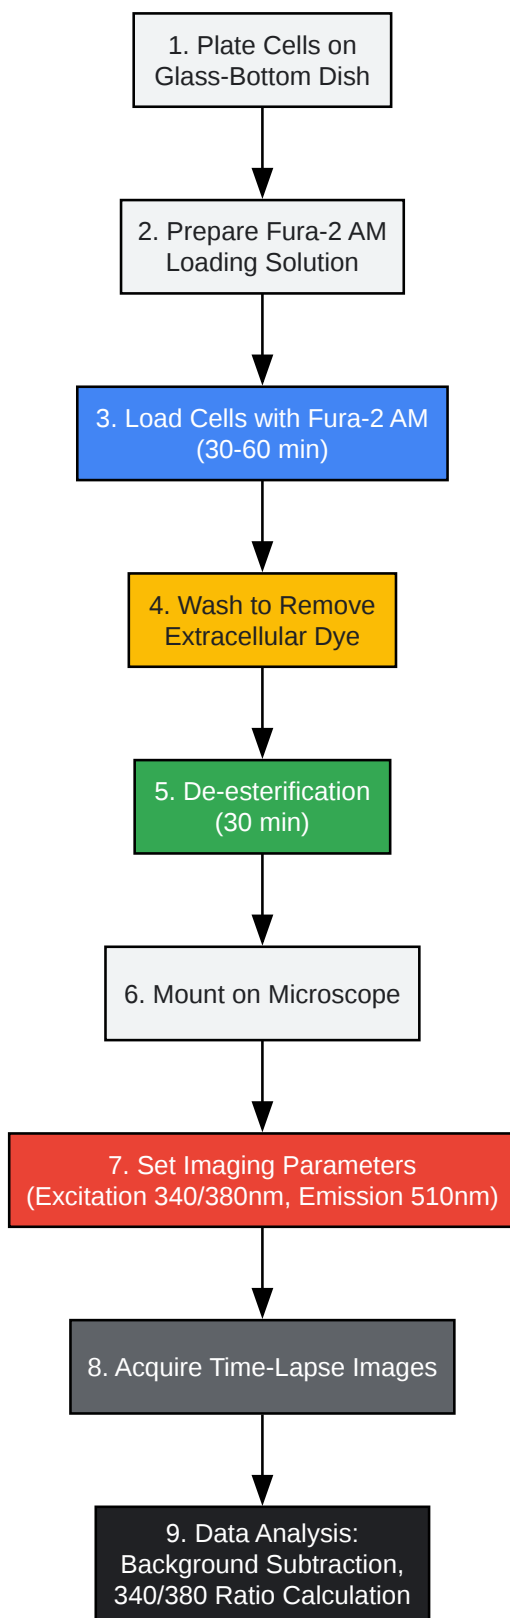 1. Plate Cells on
Glass-Bottom Dish
2. Prepare Fura-2 AM
Loading Solution
3. Load Cells with Fura-2 AM
(30-60 min)
4. Wash to Remove
Extracellular Dye
5. De-esterification
(30 min)
6. Mount on Microscope
7. Set Imaging Parameters
(Excitation 340/380nm, Emission 510nm)
8. Acquire Time-Lapse Images
9. Data Analysis:
Background Subtraction,
340/380 Ratio Calculation